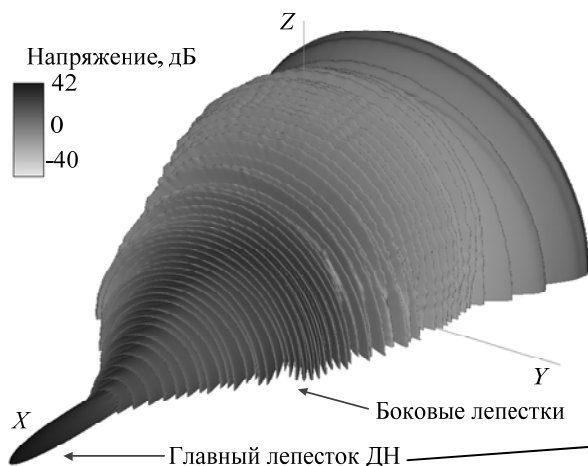 Z
Напряжение, дБ
42
0
-40
Y
X
Боковые лепестки
Главный лепесток ДН